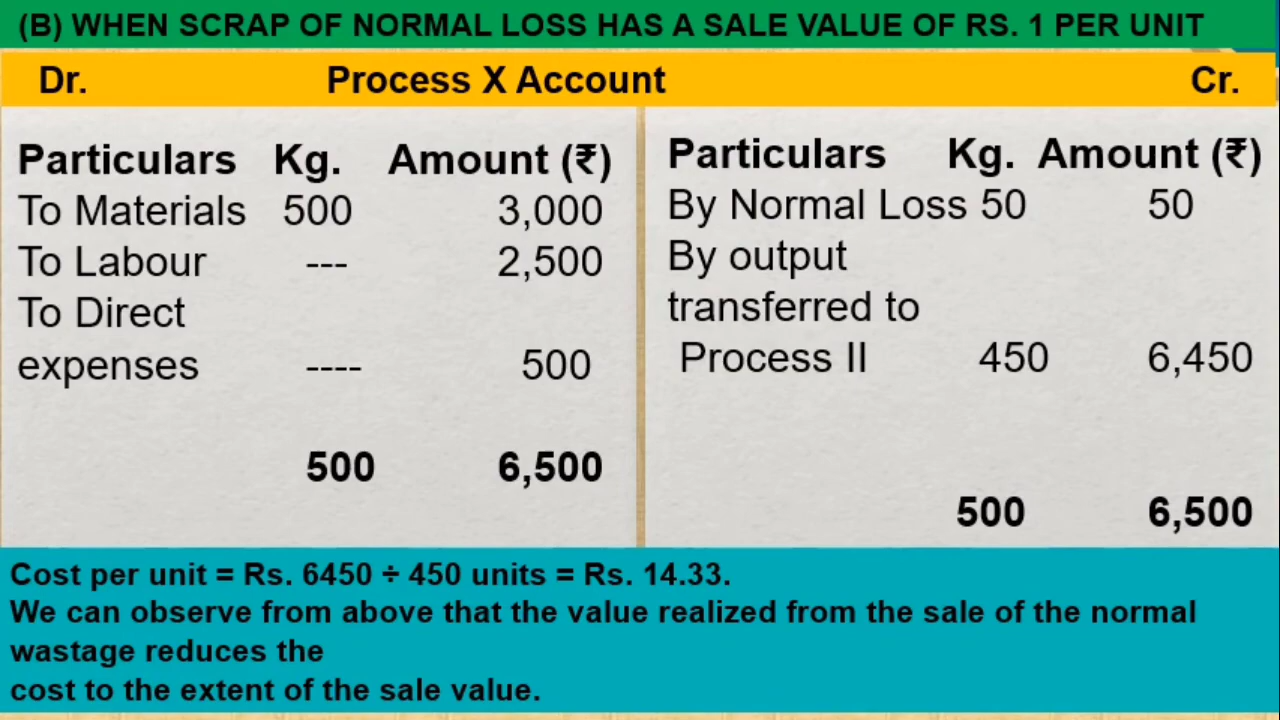 (B) WHEN SCRAP OF NORMAL LOSS HAS A SALE VALUE OF RS. 1 PER UNIT
Dr. Process X Account Cr.
Particulars Kg. Amount (₹)
To Materials 500 3,000
To Labour --- 2,500
To Direct
expenses ---- 500
500 6,500
Particulars Kg. Amount (₹)
By Normal Loss 50 50
By output
transferred to
Process II 450 6,450
500 6,500
Cost per unit = Rs. 6450 ÷ 450 units = Rs. 14.33.
We can observe from above that the value realized from the sale of the normal
wastage reduces the
cost to the extent of the sale value.